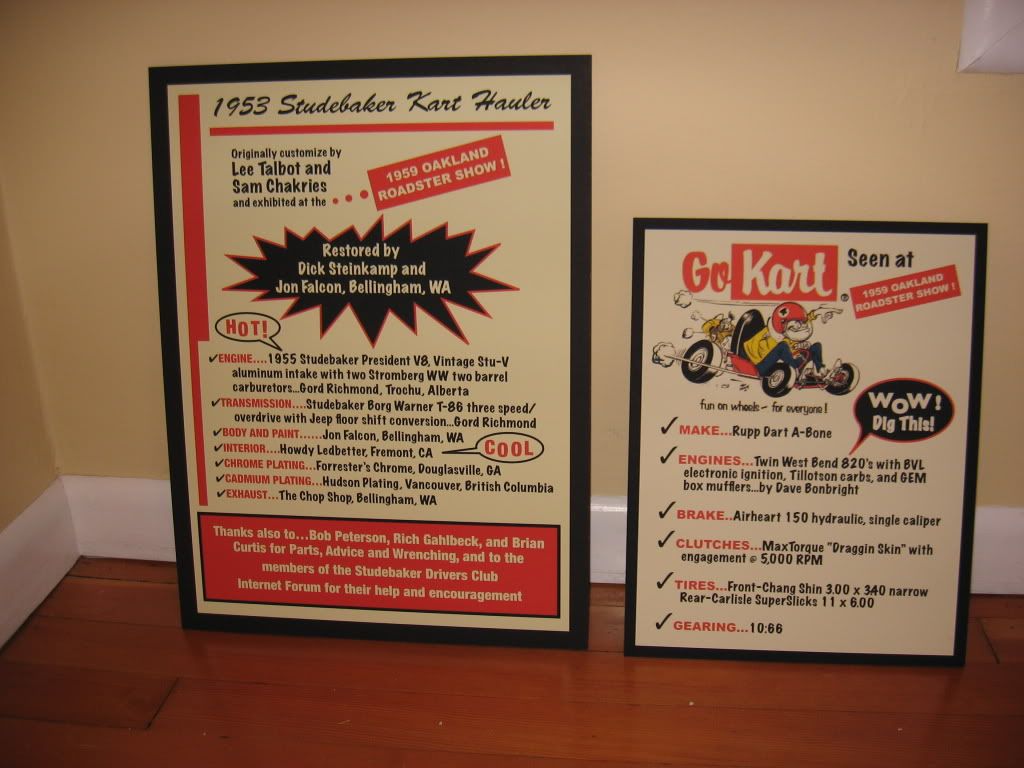 1953 Studebaker Kart Hauler
Originally customize by
Lee Talbot and
Sam Chakries
and exhibited at the
1959 OAKLAND
ROADSTER SHOW !
Restored by
Dick Steinkamp and
Jon Falcon, Bellingham, WA
HOT!
✓ENGINE....1955 Studebaker President V8, Vintage Stu-V
aluminum intake with two Stromberg WW two barrel
carburetors...Gord Richmond, Trochu, Alberta
✓TRANSMISSION....Studebaker Borg Warner T-86 three speed/
overdrive with Jeep floor shift conversion...Gord Richmond
✓BODY AND PAINT......Jon Falcon, Bellingham, WA
✓INTERIOR....Howdy Ledbetter, Fremont, CA
COOL
✓CHROME PLATING...Forrester's Chrome, Douglasville, GA
✓CADMIUM PLATING...Hudson Plating, Vancouver, British Columbia
✓EXHAUST...The Chop Shop, Bellingham, WA
Thanks also to...Bob Peterson, Rich Gahlbeck, and Brian
Curtis for Parts, Advice and Wrenching, and to the
members of the Studebaker Drivers Club
Internet Forum for their help and encouragement
Go Kart ®
Seen at
1959 OAKLAND
ROADSTER SHOW !
fun on wheels - for everyone !
WOW!
Dig This!
✓ MAKE...Rupp Dart A-Bone
✓ ENGINES...Twin West Bend 820's with BVL
electronic ignition, Tillotson carbs, and GEM
box mufflers...by Dave Bonbright
✓ BRAKE...Airheart 150 hydraulic, single caliper
✓ CLUTCHES...MaxTorque "Draggin Skin" with
engagement @ 5,000 RPM
✓ TIRES...Front-Chang Shin 3.00 x 3.40 narrow
Rear-Carlisle SuperSlicks 11 x 6.00
✓ GEARING...10:66